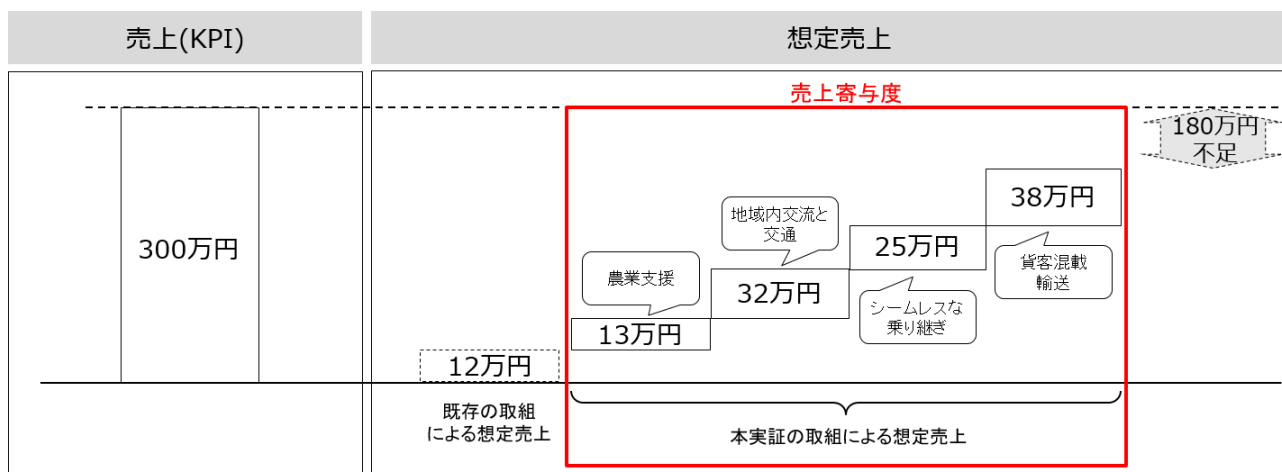 売上(KPI)
想定売上
売上寄与度
180万円
不足
300万円
38万円
地域内交流と
交通
25万円
貨客混載
輸送
農業支援
32万円
シームレスな
乗り継ぎ
13万円
12万円
既存の取組
による想定売上
本実証の取組による想定売上